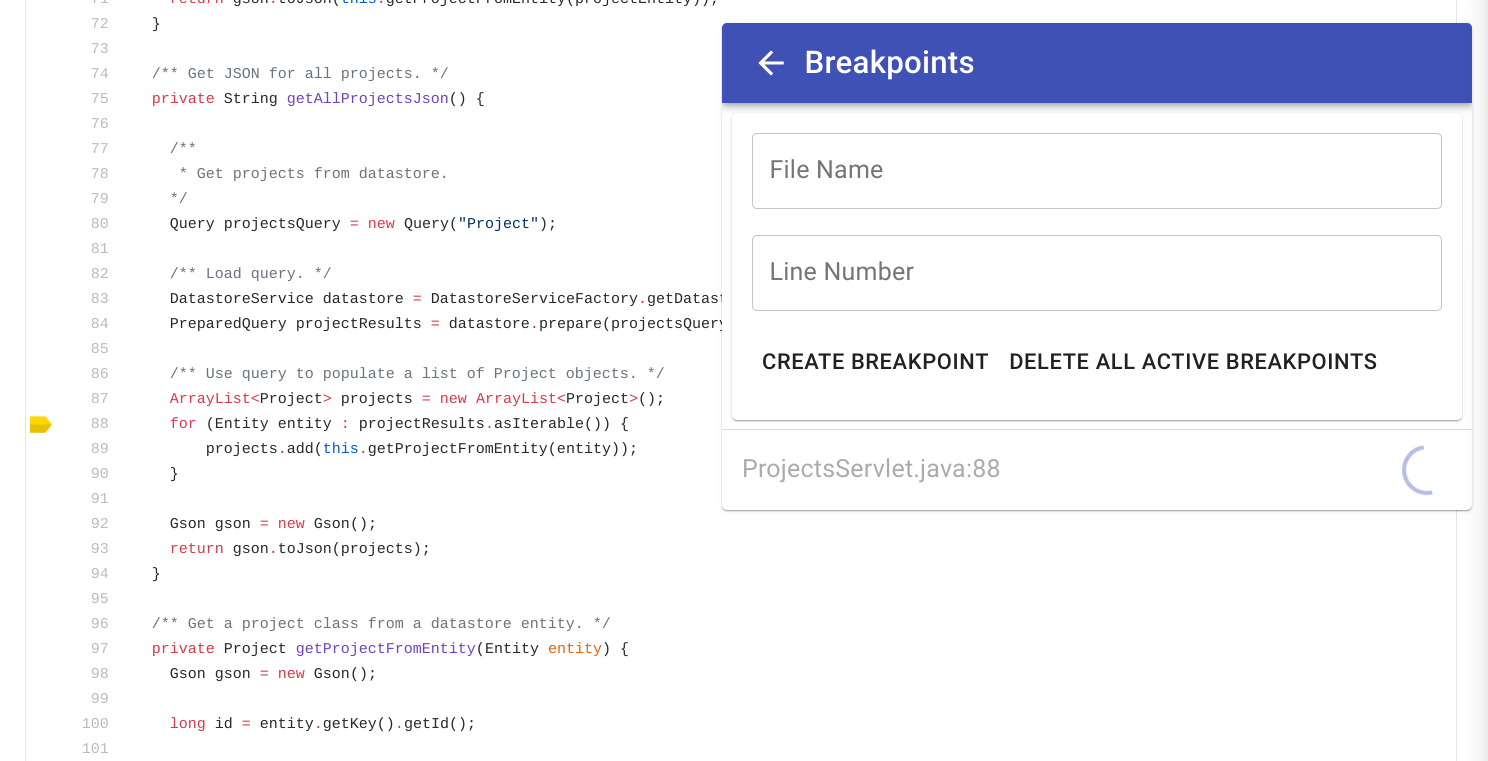 71 return gson.toJson(this.getProjectFromEntity(projectEntity));
72 }
73
74 /** Get JSON for all projects. */
75 private String getAllProjectsJson() {
76
77 /**
78 * Get projects from datastore.
79 */
80 Query projectsQuery = new Query("Project");
81
82 /** Load query. */
83 DatastoreService datastore = DatastoreServiceFactory.getDatast
84 PreparedQuery projectResults = datastore.prepare(projectsQuery
85
86 /** Use query to populate a list of Project objects. */
87 ArrayList<Project> projects = new ArrayList<Project>();
88 for (Entity entity : projectResults.asIterable()) {
89 projects.add(this.getProjectFromEntity(entity));
90 }
91
92 Gson gson = new Gson();
93 return gson.toJson(projects);
94 }
95
96 /** Get a project class from a datastore entity. */
97 private Project getProjectFromEntity(Entity entity) {
98 Gson gson = new Gson();
99
100 long id = entity.getKey().getId();
101
Breakpoints
File Name
Line Number
CREATE BREAKPOINT DELETE ALL ACTIVE BREAKPOINTS
ProjectsServlet.java:88